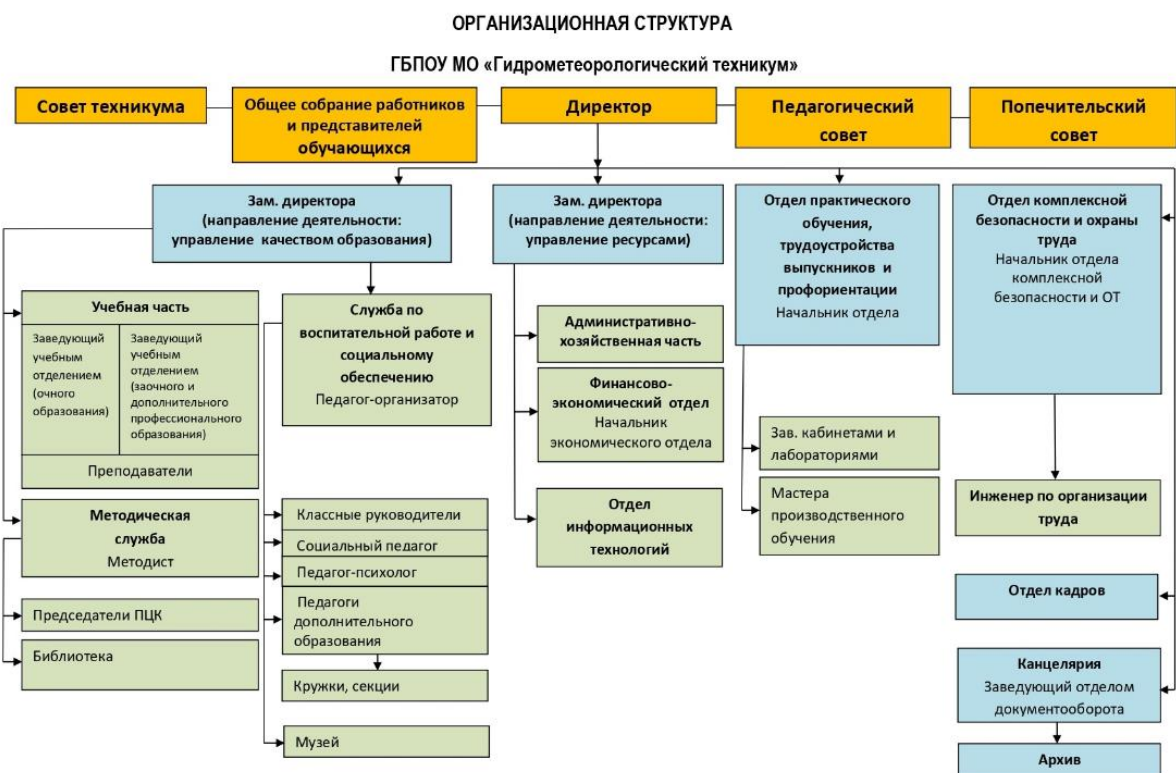 ОРГАНИЗАЦИОННАЯ СТРУКТУРА
ГБПОУ МО «Гидрометеорологический техникум»
Совет техникума
Общее собрание работников
и представителей
обучающихся
Директор
Педагогический
совет
Попечительский
совет
Зам. директора
(направление деятельности:
управление качеством образования)
Зам. директора
(направление деятельности:
управление ресурсами)
Отдел практического
обучения,
трудоустройства
выпускников и
профориентации
Начальник отдела
Отдел комплексной
безопасности и охраны
труда
Начальник отдела
комплексной
безопасности и ОТ
Учебная часть
Заведующий
учебным
отделением
(очного
образования)
Заведующий
учебным
отделением
(заочного и
дополнительного
профессионального
образования)
Преподаватели
Служба по
воспитательной работе и
социальному
обеспечению
Педагог-организатор
Административно-
хозяйственная часть
Финансово-
экономический отдел
Начальник
экономического отдела
Зав. кабинетами и
лабораториями
Методическая
служба
Методист
Классные руководители
Социальный педагог
Педагог-психолог
Педагоги
дополнительного
образования
Кружки, секции
Музей
Отдел
информационных
технологий
Мастера
производственного
обучения
Инженер по организации
труда
Председатели ПЦК
Библиотека
Отдел кадров
Канцелярия
Заведующий отделом
документооборота
Архив